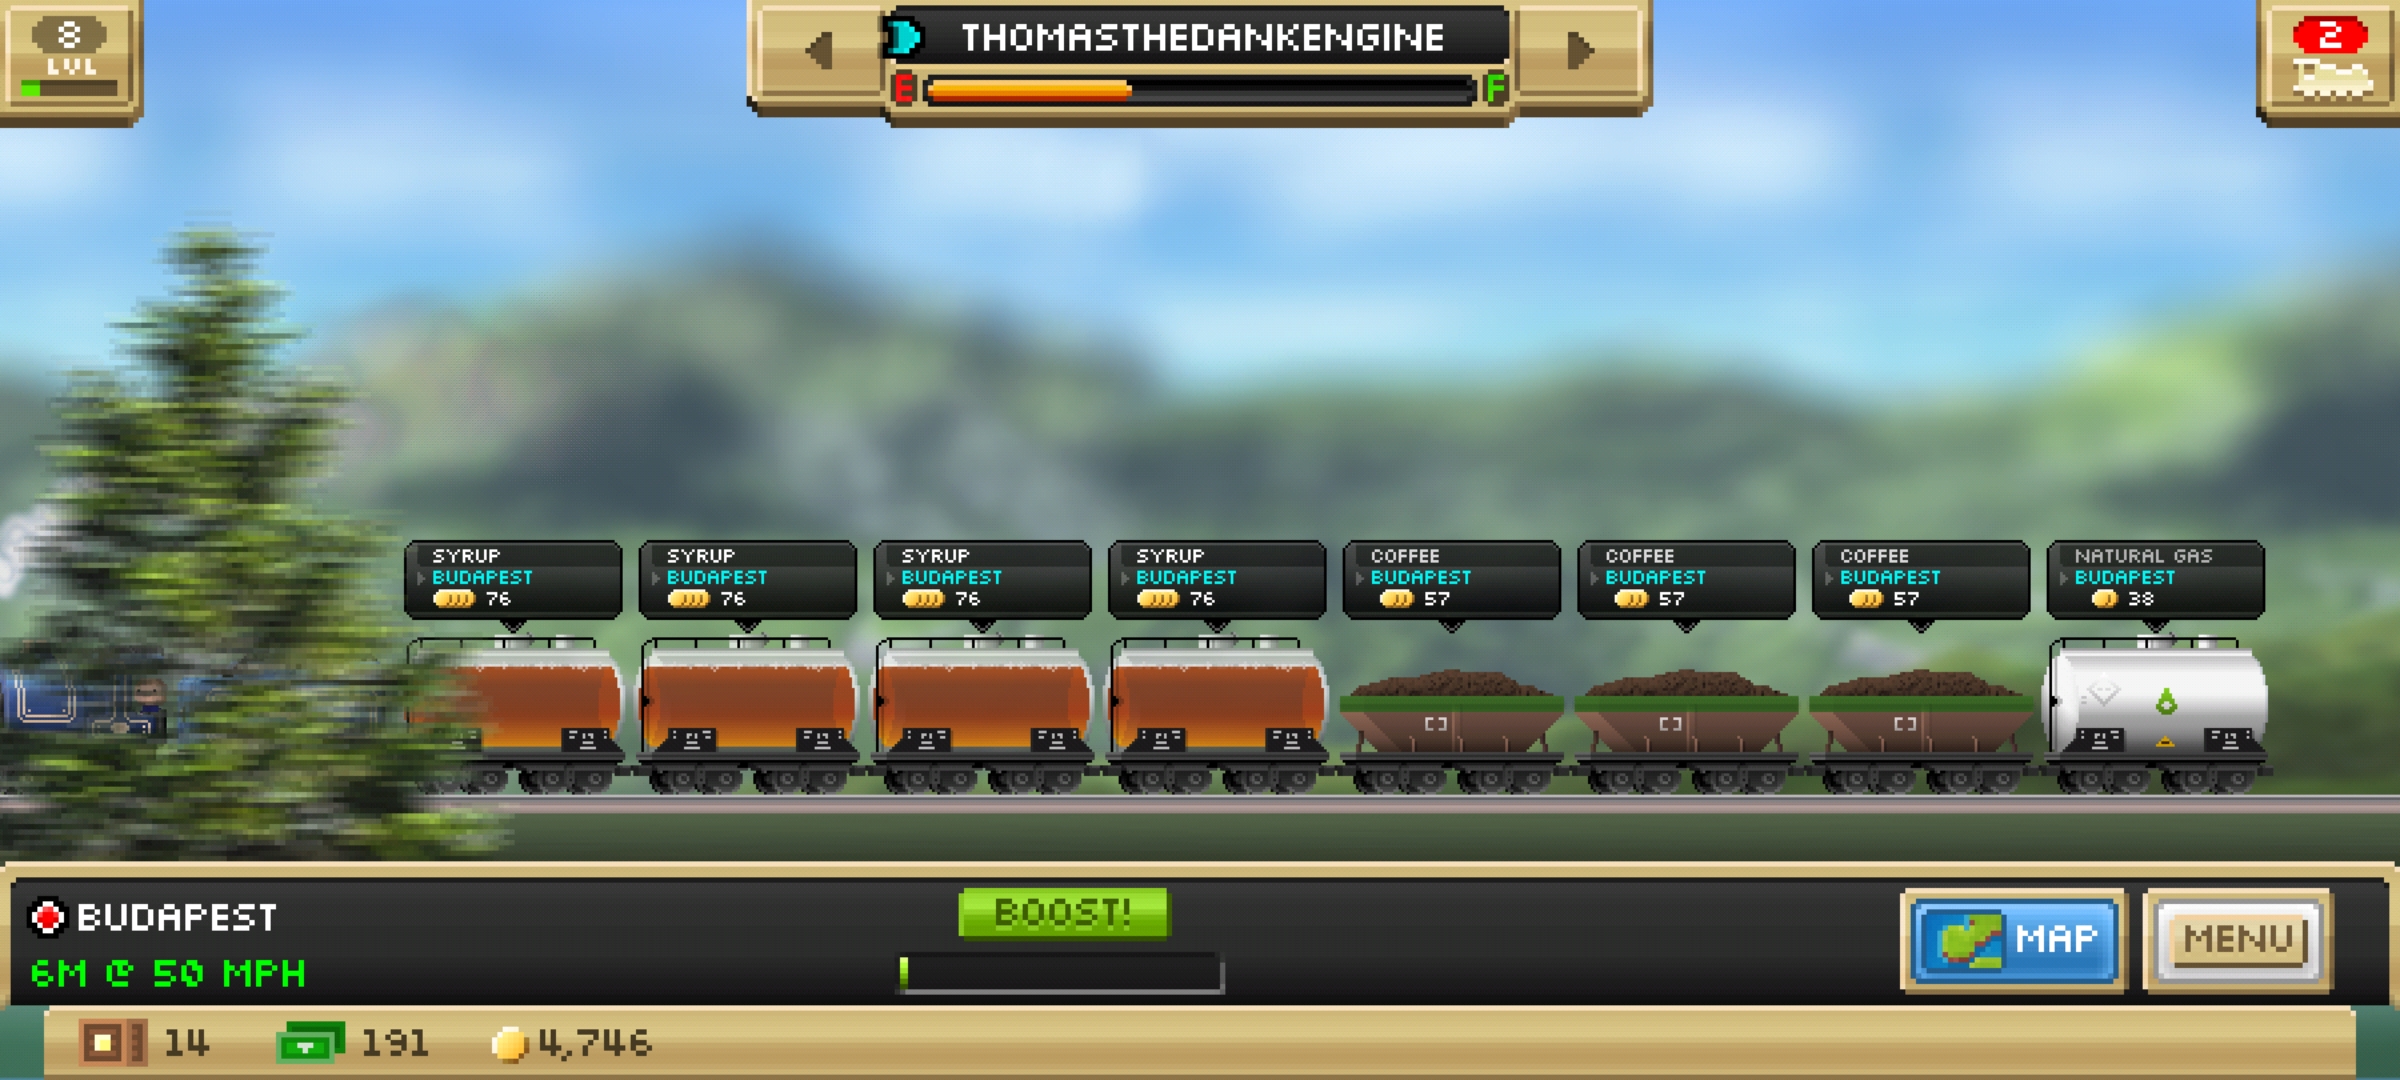 8
LVL
THOMASTHEDANKENGINE
E F
2
SYRUP
BUDAPEST
76
SYRUP
BUDAPEST
76
SYRUP
BUDAPEST
76
SYRUP
BUDAPEST
76
COFFEE
BUDAPEST
57
COFFEE
BUDAPEST
57
COFFEE
BUDAPEST
57
NATURAL GAS
BUDAPEST
38
BUDAPEST
6M @ 50 MPH
BOOST!
MAP
MENU
14
191
4,746